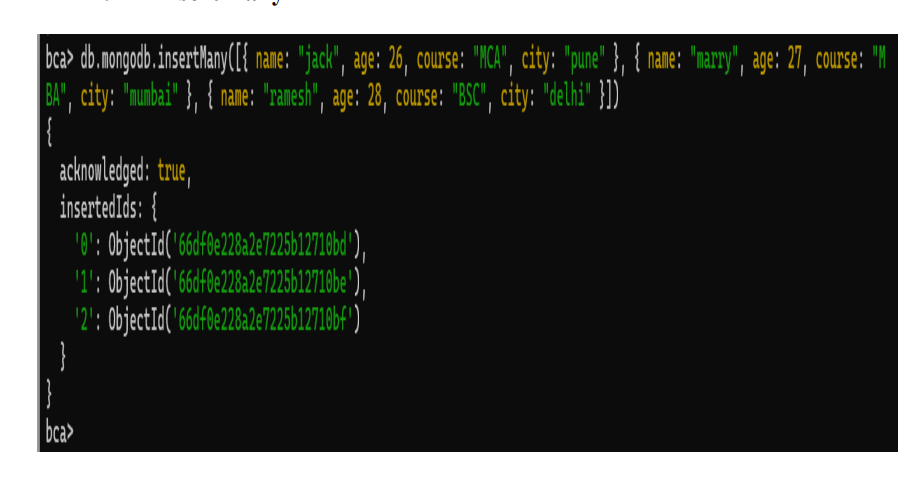 bca> db.mongodb.insertMany([{ name: "jack", age: 26, course: "MCA", city: "pune" }, { name: "marry", age: 27, course: "M
BA", city: "mumbai" }, { name: "ramesh", age: 28, course: "BSC", city: "delhi" }])
{
  acknowledged: true,
  insertedIds: {
    '0': ObjectId('66df0e228a2e7225b12710bd'),
    '1': ObjectId('66df0e228a2e7225b12710be'),
    '2': ObjectId('66df0e228a2e7225b12710bf')
  }
}
bca>